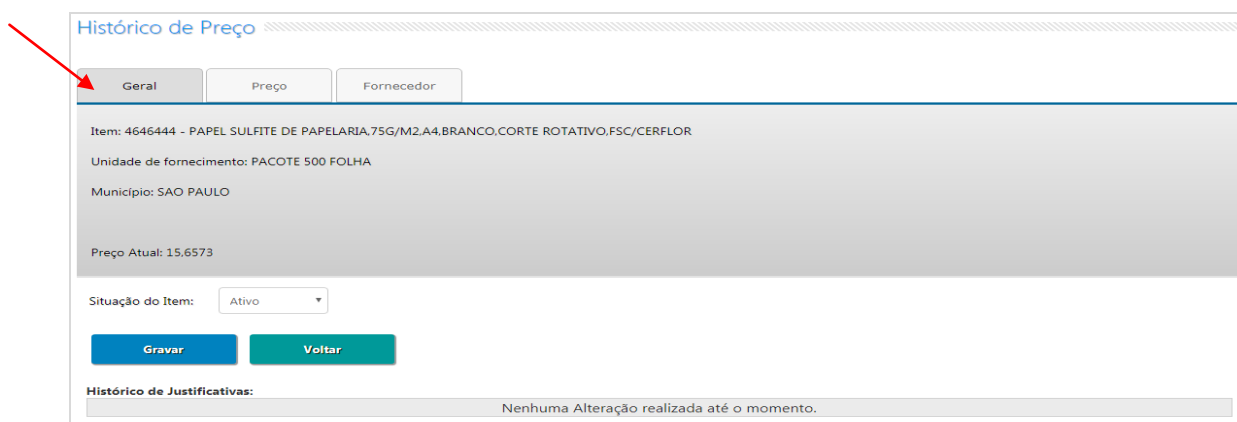 Histórico de Preço
Geral Preço Fornecedor
Item: 4646444 - PAPEL SULFITE DE PAPELARIA,75G/M2,A4,BRANCO,CORTE ROTATIVO,FSC/CERFLOR
Unidade de fornecimento: PACOTE 500 FOLHA
Município: SAO PAULO
Preço Atual: 15,6573
Situação do Item: Ativo
Gravar Voltar
Histórico de Justificativas:
Nenhuma Alteração realizada até o momento.